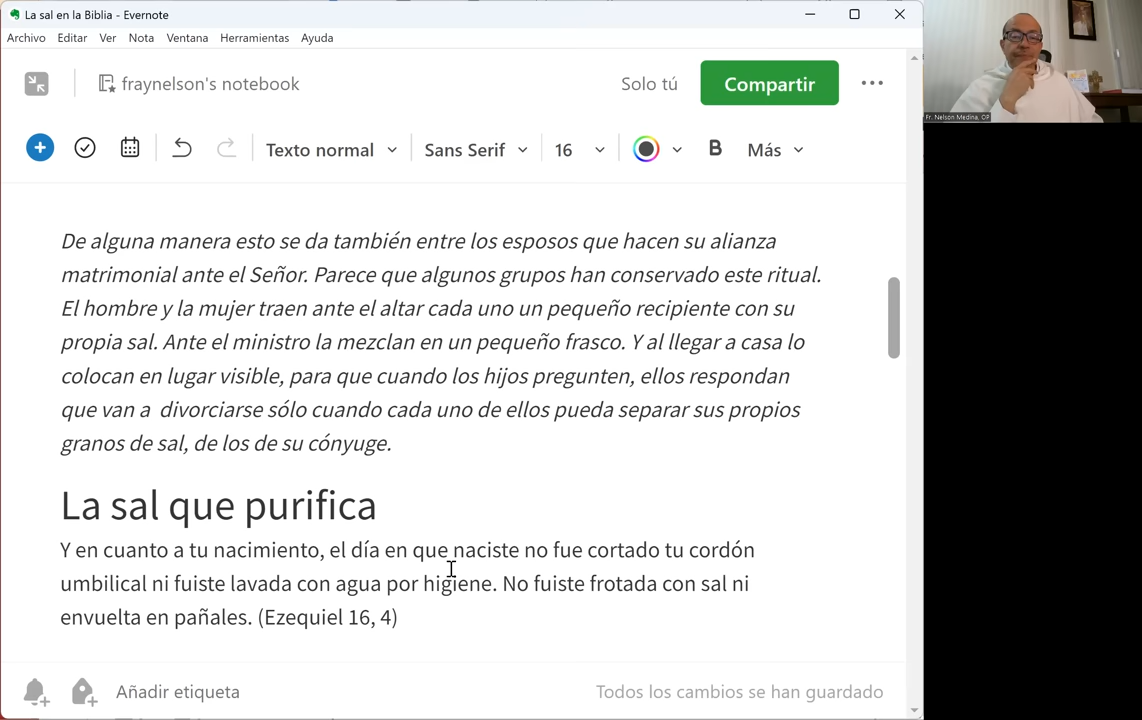 La sal en la Biblia - Evernote
Archivo Editar Ver Nota Ventana Herramientas Ayuda
fraynelson's notebook Solo tú Compartir
Texto normal Sans Serif 16 B Más
De alguna manera esto se da también entre los esposos que hacen su alianza
matrimonial ante el Señor. Parece que algunos grupos han conservado este ritual.
El hombre y la mujer traen ante el altar cada uno un pequeño recipiente con su
propia sal. Ante el ministro la mezclan en un pequeño frasco. Y al llegar a casa lo
colocan en lugar visible, para que cuando los hijos pregunten, ellos respondan
que van a  divorciarse sólo cuando cada uno de ellos pueda separar sus propios
granos de sal, de los de su cónyuge.
La sal que purifica
Y en cuanto a tu nacimiento, el día en que naciste no fue cortado tu cordón
umbilical ni fuiste lavada con agua por higiene. No fuiste frotada con sal ni
envuelta en pañales. (Ezequiel 16, 4)
Añadir etiqueta Todos los cambios se han guardado
Fr. Nelson Medina, OP